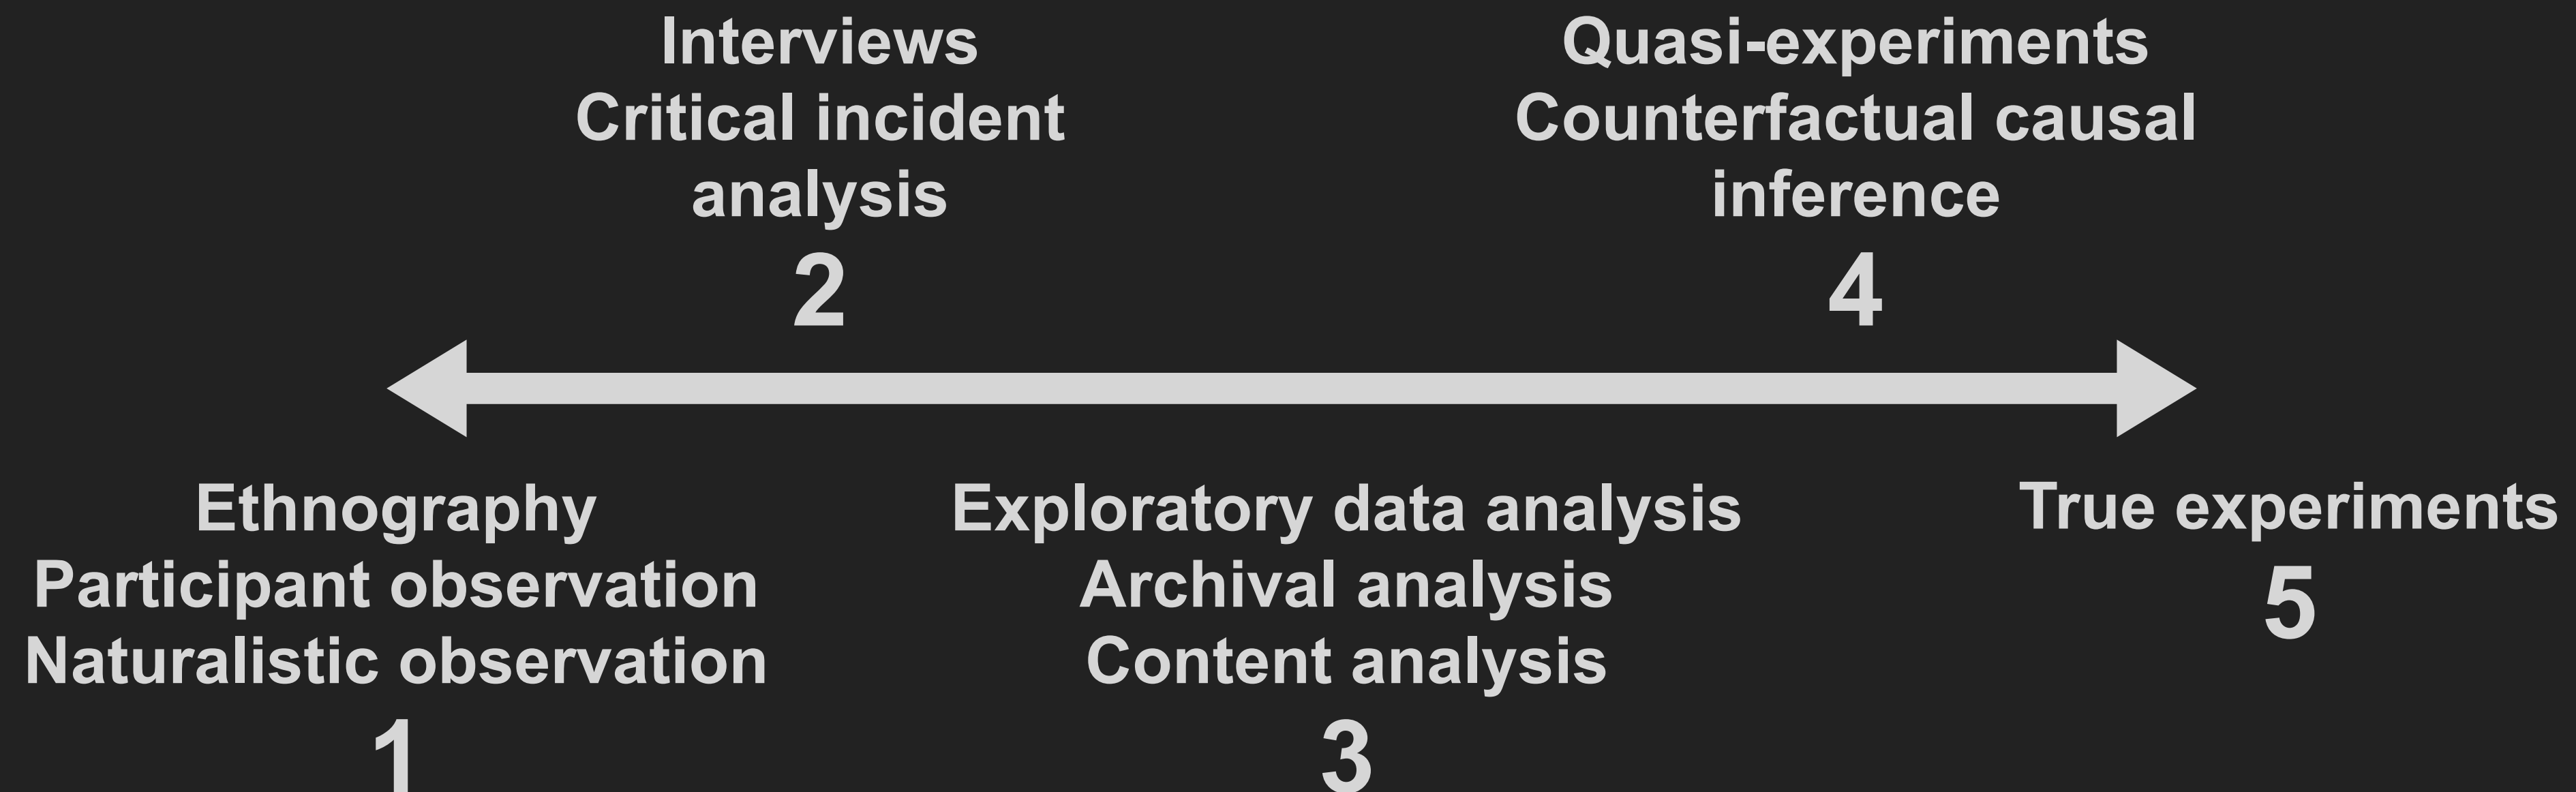 Interviews
Critical incident
analysis
2
Quasi-experiments
Counterfactual causal
inference
4
Ethnography
Participant observation
Naturalistic observation
1
Exploratory data analysis
Archival analysis
Content analysis
3
True experiments
5